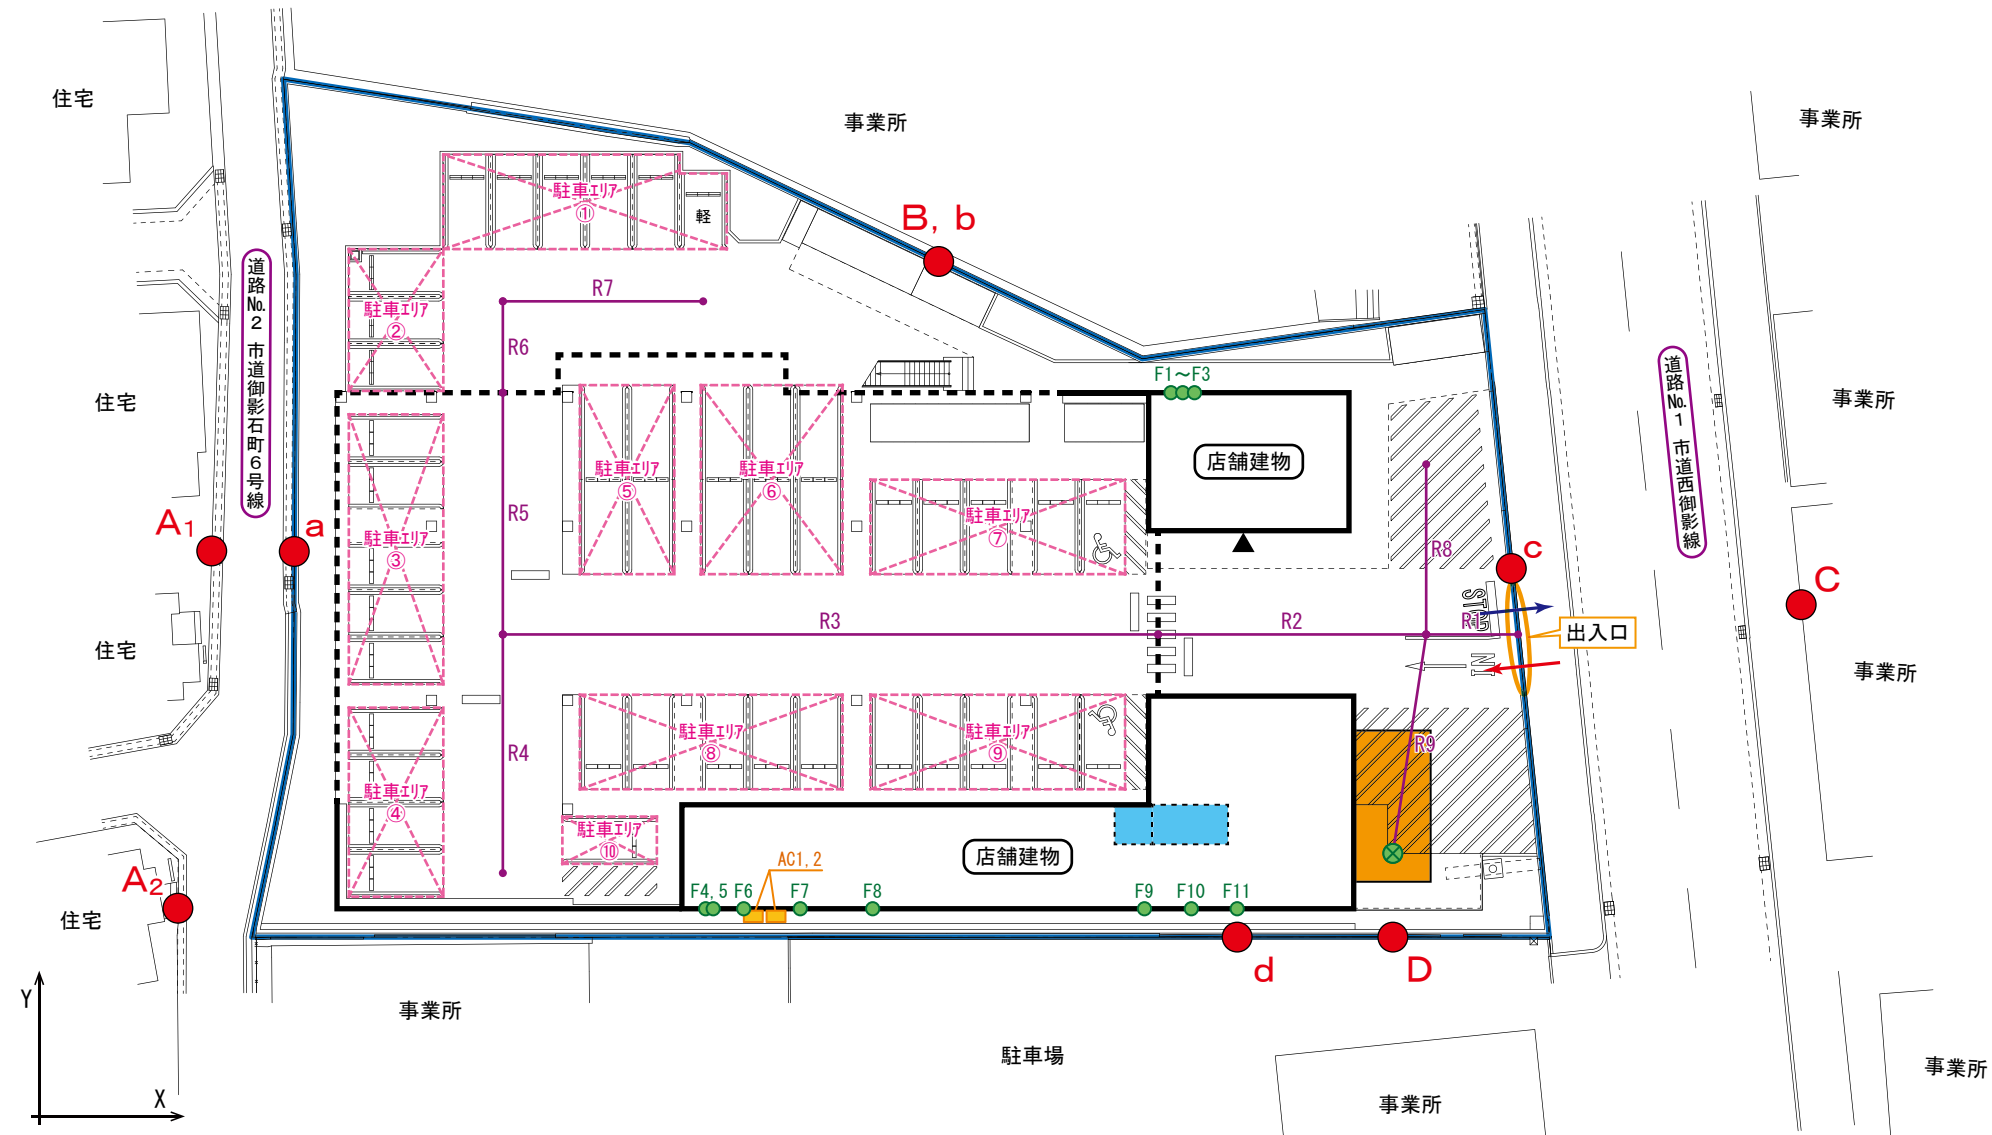 住宅
事業所
事業所
駐車エリア
①
軽
B, b
道路No.2 市道御影石町6号線
R7
駐車エリア
②
R6
道路No.1 市道西御影線
F1～F3
住宅
事業所
店舗建物
駐車エリア
⑤
駐車エリア
⑥
駐車エリア
⑦
A1
a
R5
駐車エリア
③
R8
c
C
STOP
R3
R2
R1
出入口
IN
住宅
事業所
R4
駐車エリア
⑧
駐車エリア
⑨
R9
駐車エリア
④
駐車エリア
⑩
店舗建物
AC1, 2
A2
住宅
F4, 5
F6
F7
F8
F9
F10
F11
d
D
Y
X
事業所
駐車場
事業所
事業所